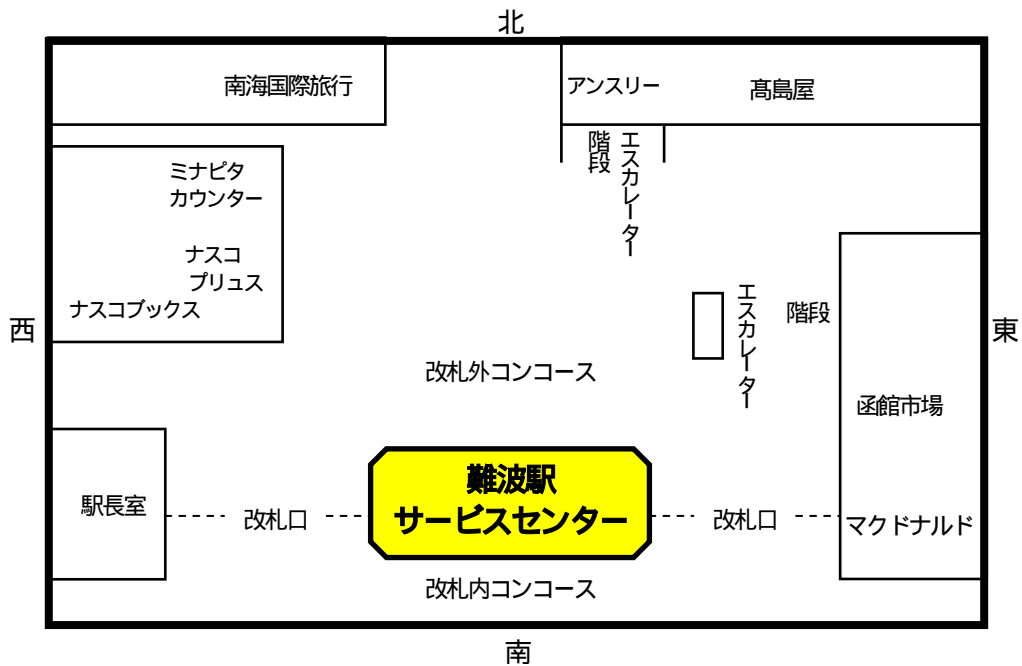 北
南海国際旅行
アンスリー
髙島屋
階段
エスカレーター
ミナピタ
カウンター
ナスコ
プリュス
ナスコブックス
エスカレーター
階段
西
東
改札外コンコース
函館市場
駅長室
改札口
難波駅
サービスセンター
改札口
マクドナルド
改札内コンコース
南